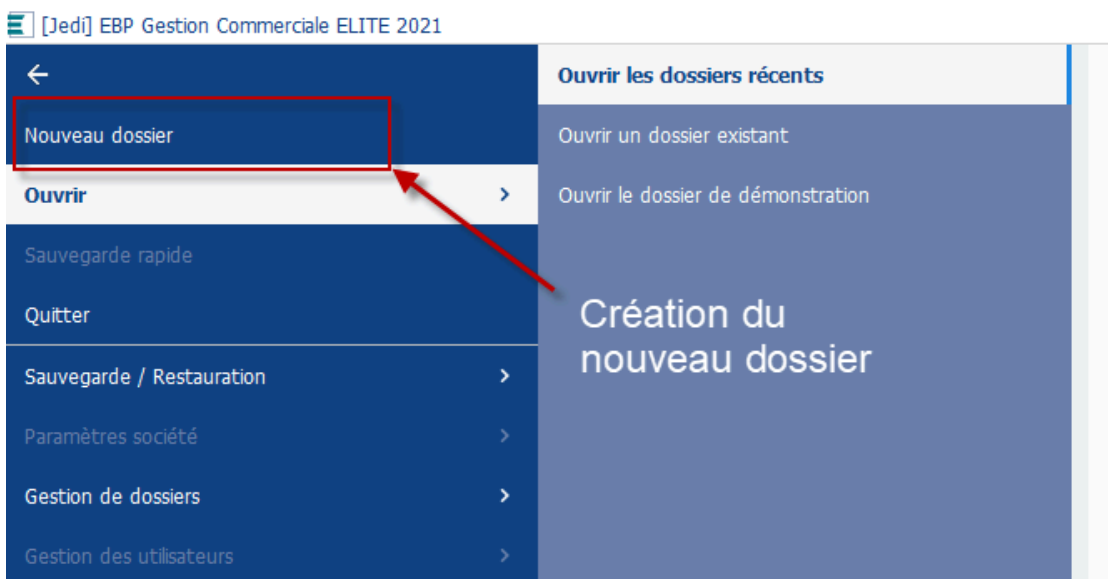 [Jedi] EBP Gestion Commerciale ELITE 2021
Nouveau dossier
Ouvrir
Sauvegarde rapide
Quitter
Sauvegarde / Restauration
Paramètres société
Gestion de dossiers
Gestion des utilisateurs
Ouvrir les dossiers récents
Ouvrir un dossier existant
Ouvrir le dossier de démonstration
Création du
nouveau dossier